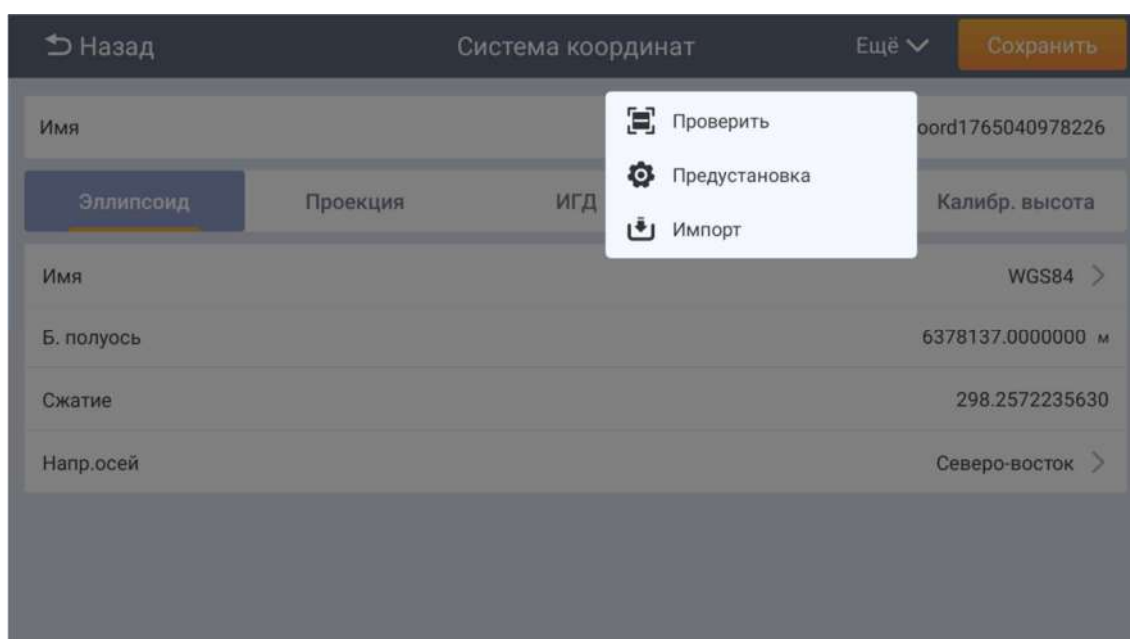 Назад
Система координат
Ещё
Сохранить
Имя
oord1765040978226
Проверить
Предустановка
Импорт
Эллипсоид
Проекция
ИГД
Калибр. высота
Имя
WGS84
Б. полуось
6378137.0000000 м
Сжатие
298.2572235630
Напр.осей
Северо-восток